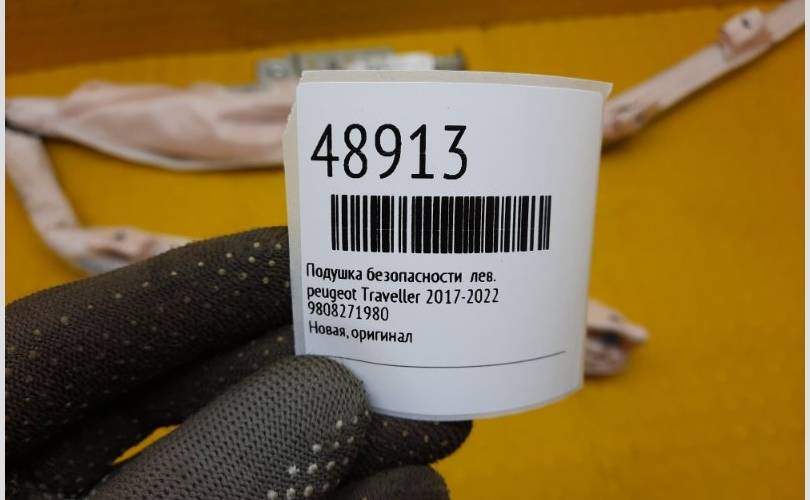 48913
Подушка безопасности лев.
peugeot Traveller 2017-2022
9808271980
Новая, оригинал